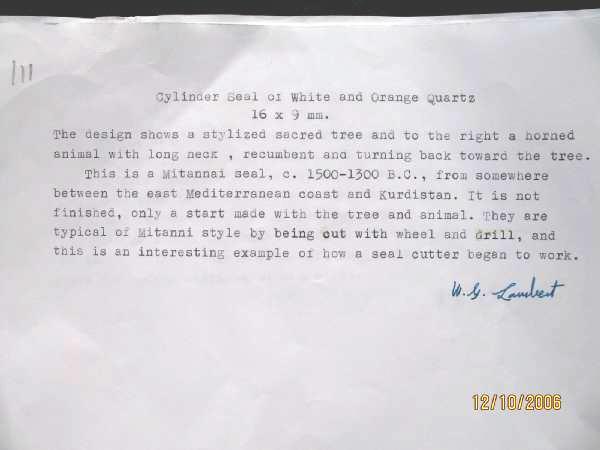 111
Cylinder Seal of White and Orange Quartz
16 x 9 mm.
The design shows a stylized sacred tree and to the right a horned
animal with long neck , recumbent and turning back toward the tree.
This is a Mitannai seal, c. 1500-1300 B.C., from somewhere
between the east Mediterranean coast and Kurdistan. It is not
finished, only a start made with the tree and animal. They are
typical of Mitanni style by being cut with wheel and drill, and
this is an interesting example of how a seal cutter began to work.
W. G. Lambert
12/10/2006